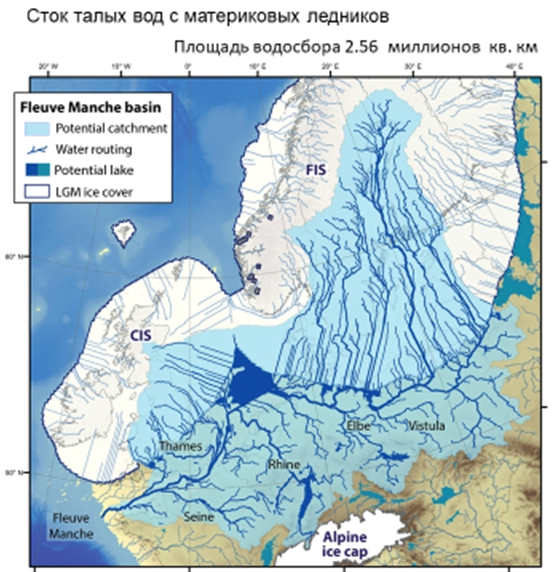 Сток талых вод с материковых ледников
Площадь водосбора 2.56 миллионов кв. км
20° W 10° W 0° 10° E 20° E 30° E 40° E
Fleuve Manche basin
Potential catchment
Water routing
Potential lake
LGM ice cover
FIS
60° N
CIS
Thames
Elbe
Vistula
Rhine
50° N
Fleuve
Manche
Seine
Alpine
ice cap